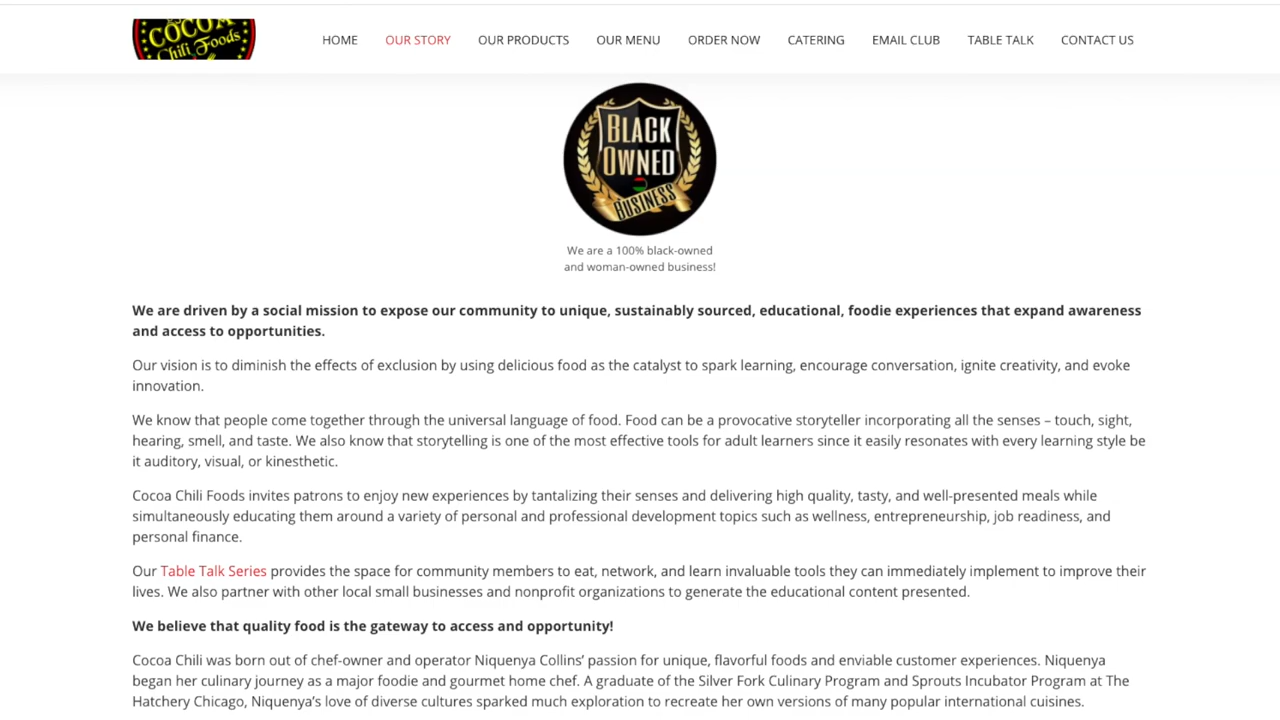 COCOA
Chili Foods
HOME OUR STORY OUR PRODUCTS OUR MENU ORDER NOW CATERING EMAIL CLUB TABLE TALK CONTACT US
BLACK
OWNED
BUSINESS
We are a 100% black-owned
and woman-owned business!
We are driven by a social mission to expose our community to unique, sustainably sourced, educational, foodie experiences that expand awareness
and access to opportunities.
Our vision is to diminish the effects of exclusion by using delicious food as the catalyst to spark learning, encourage conversation, ignite creativity, and evoke
innovation.
We know that people come together through the universal language of food. Food can be a provocative storyteller incorporating all the senses – touch, sight,
hearing, smell, and taste. We also know that storytelling is one of the most effective tools for adult learners since it easily resonates with every learning style be
it auditory, visual, or kinesthetic.
Cocoa Chili Foods invites patrons to enjoy new experiences by tantalizing their senses and delivering high quality, tasty, and well-presented meals while
simultaneously educating them around a variety of personal and professional development topics such as wellness, entrepreneurship, job readiness, and
personal finance.
Our Table Talk Series provides the space for community members to eat, network, and learn invaluable tools they can immediately implement to improve their
lives. We also partner with other local small businesses and nonprofit organizations to generate the educational content presented.
We believe that quality food is the gateway to access and opportunity!
Cocoa Chili was born out of chef-owner and operator Niquenya Collins’ passion for unique, flavorful foods and enviable customer experiences. Niquenya
began her culinary journey as a major foodie and gourmet home chef. A graduate of the Silver Fork Culinary Program and Sprouts Incubator Program at The
Hatchery Chicago, Niquenya’s love of diverse cultures sparked much exploration to recreate her own versions of many popular international cuisines.